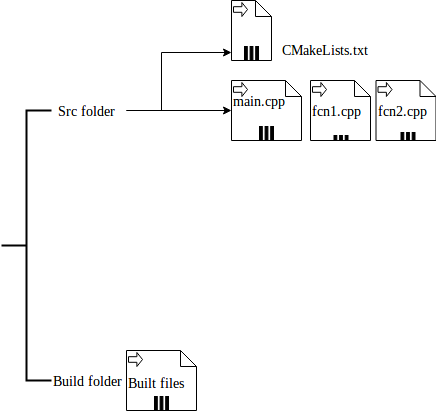 CMakeLists.txt
Src folder
main.cpp
fcn1.cpp
fcn2.cpp
Build folder
Built files